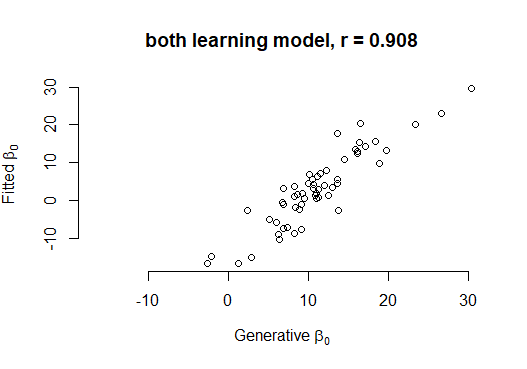 both learning model, r = 0.908
Fitted β₀
30
20
10
0
-10
-10 0 10 20 30
Generative β₀